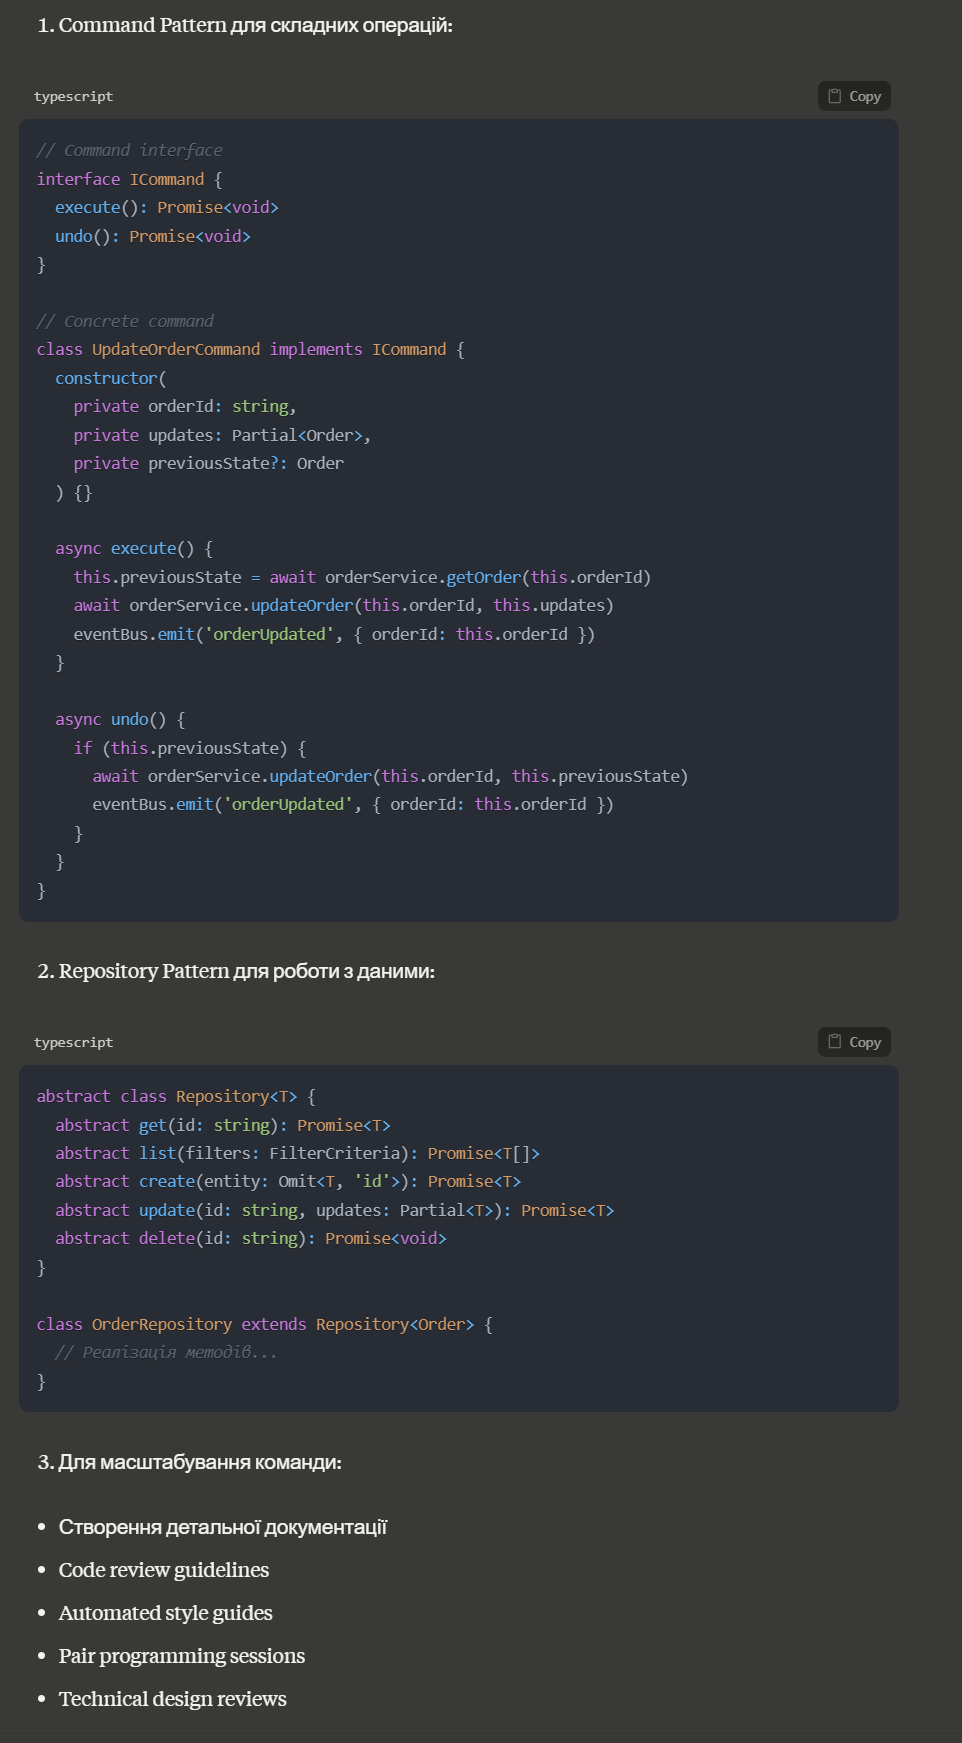 1. Command Pattern для складних операцій:
typescript
Copy
// Command interface
interface ICommand {
  execute(): Promise<void>
  undo(): Promise<void>
}
// Concrete command
class UpdateOrderCommand implements ICommand {
  constructor(
    private orderId: string,
    private updates: Partial<Order>,
    private previousState?: Order
  ) {}
  async execute() {
    this.previousState = await orderService.getOrder(this.orderId)
    await orderService.updateOrder(this.orderId, this.updates)
    eventBus.emit('orderUpdated', { orderId: this.orderId })
  }
  async undo() {
    if (this.previousState) {
      await orderService.updateOrder(this.orderId, this.previousState)
      eventBus.emit('orderUpdated', { orderId: this.orderId })
    }
  }
}
2. Repository Pattern для роботи з даними:
typescript
Copy
abstract class Repository<T> {
  abstract get(id: string): Promise<T>
  abstract list(filters: FilterCriteria): Promise<T[]>
  abstract create(entity: Omit<T, 'id'>): Promise<T>
  abstract update(id: string, updates: Partial<T>): Promise<T>
  abstract delete(id: string): Promise<void>
}
class OrderRepository extends Repository<Order> {
  // Реалізація методів...
}
3. Для масштабування команди:
• Створення детальної документації
• Code review guidelines
• Automated style guides
• Pair programming sessions
• Technical design reviews